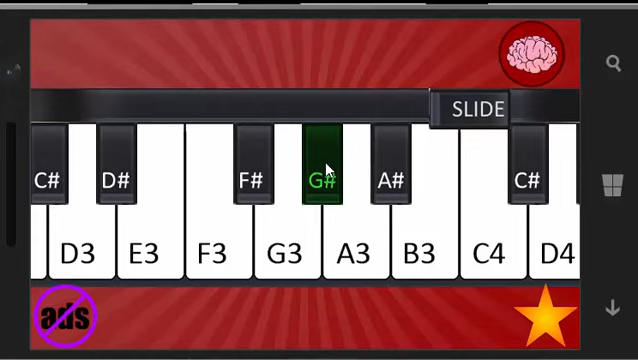 SLIDE
C# D# F# G# A# C#
D3 E3 F3 G3 A3 B3 C4 D4
ads